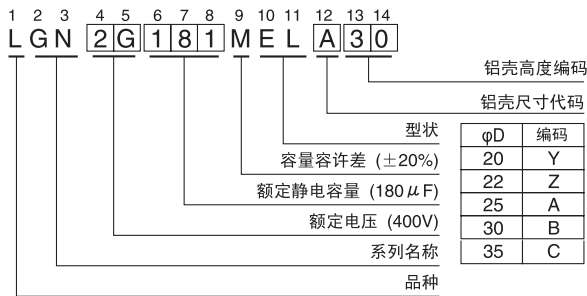 1 2 3 4 5 6 7 8 9 10 11 12 13 14
L G N 2 G 1 8 1 M E L A 3 0
铝壳高度编码
铝壳尺寸代码
型状
容量容许差 (±20%)
额定静电容量 (180μF)
额定电压 (400V)
系列名称
品种
φD 编码
20 Y
22 Z
25 A
30 B
35 C